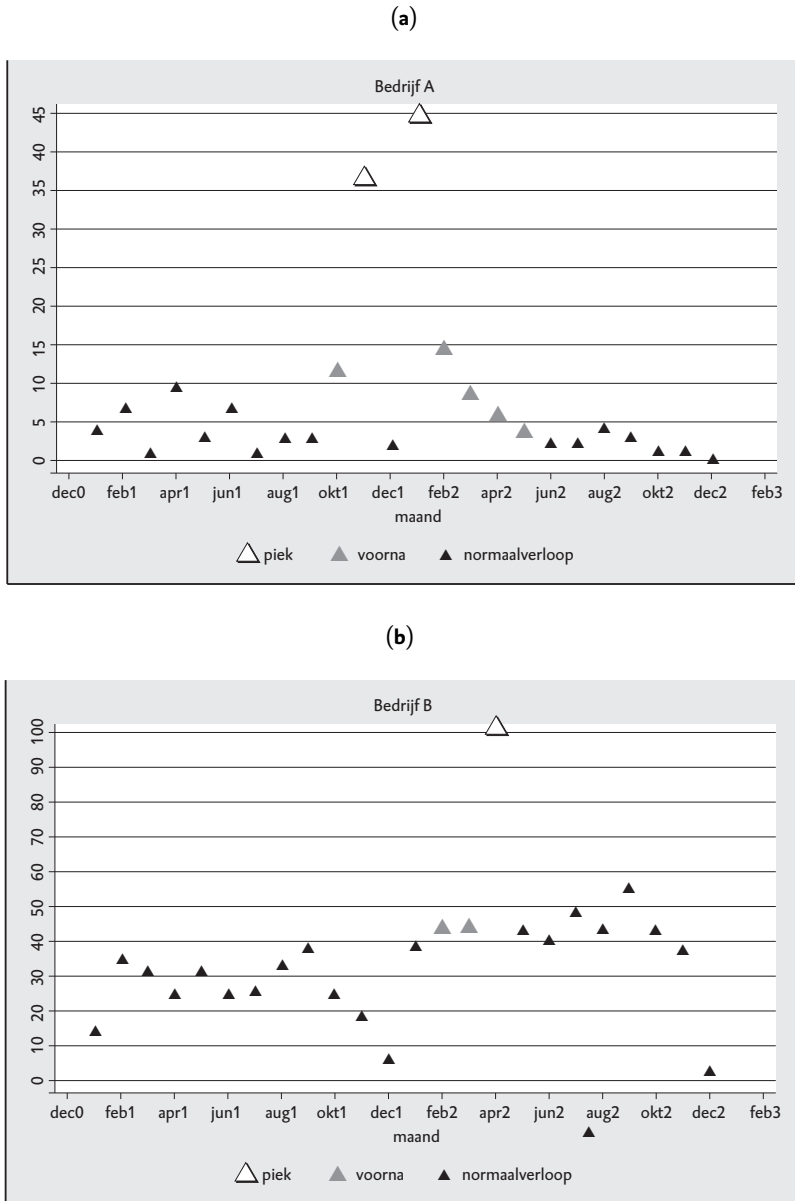 (a)
Bedrijf A
45
40
35
30
25
20
15
10
5
0
dec0 feb1 apr1 jun1 aug1 okt1 dec1 feb2 apr2 jun2 aug2 okt2 dec2 feb3
maand
piek voorna normaalverloop
(b)
Bedrijf B
100
90
80
70
60
50
40
30
20
10
0
dec0 feb1 apr1 jun1 aug1 okt1 dec1 feb2 apr2 jun2 aug2 okt2 dec2 feb3
maand
piek voorna normaalverloop